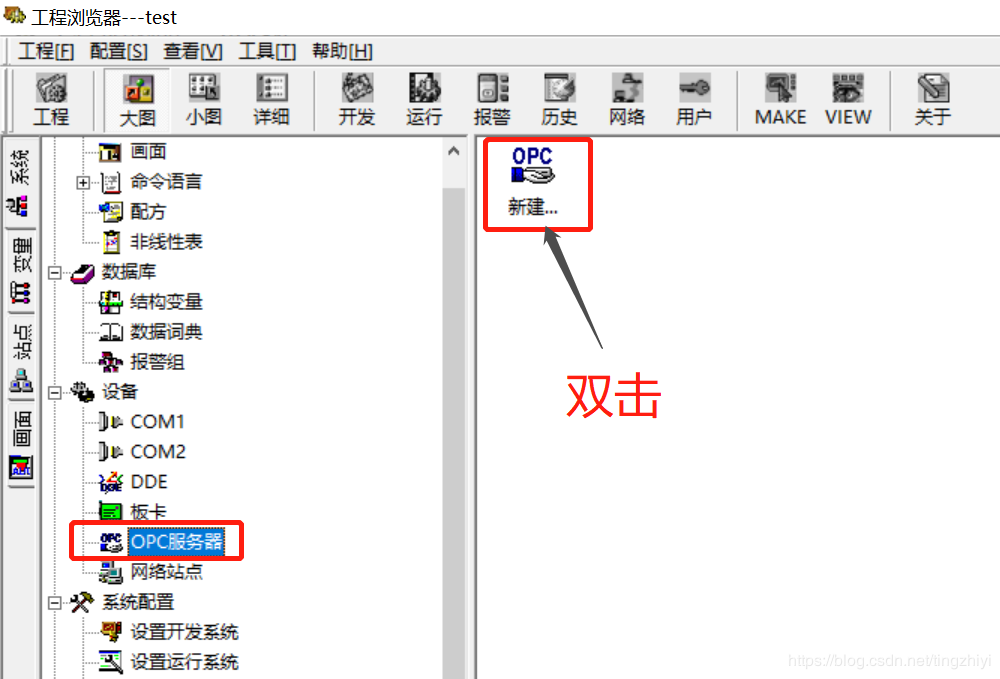 工程浏览器---test
工程[F] 配置[S] 查看[V] 工具[T] 帮助[H]
工程 大图 小图 详细 开发 运行 报警 历史 网络 用户 MAKE VIEW 关于
系统
变量
站点
画面
画面
命令语言
配方
非线性表
数据库
结构变量
数据词典
报警组
设备
COM1
COM2
DDE
板卡
OPC服务器
网络站点
系统配置
设置开发系统
设置运行系统
OPC
新建...
双击
https://blog.csdn.net/tingzhiyi